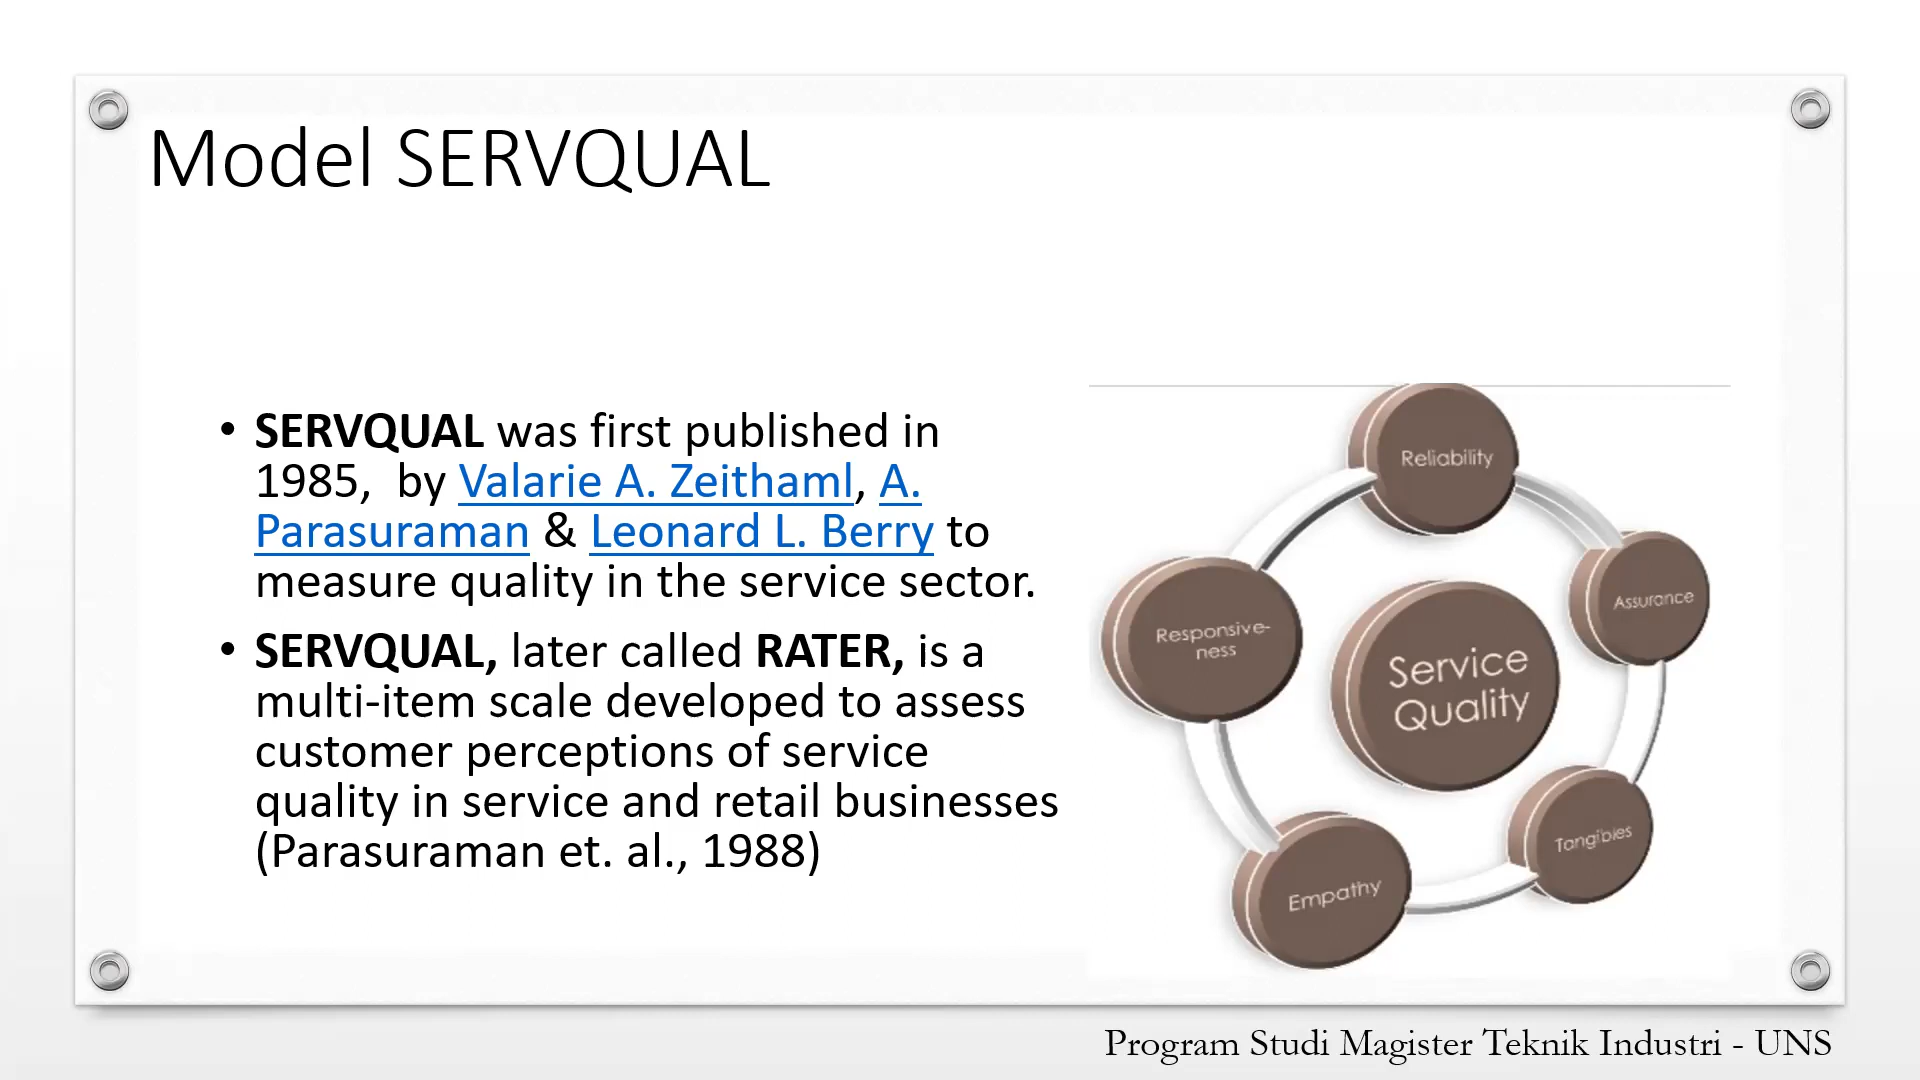 Model SERVQUAL
• SERVQUAL was first published in
1985,  by Valarie A. Zeithaml, A.
Parasuraman & Leonard L. Berry to
measure quality in the service sector.
• SERVQUAL, later called RATER, is a
multi-item scale developed to assess
customer perceptions of service
quality in service and retail businesses
(Parasuraman et. al., 1988)
Reliability
Assurance
Responsive-
ness
Service
Quality
Tangibles
Empathy
Program Studi Magister Teknik Industri - UNS